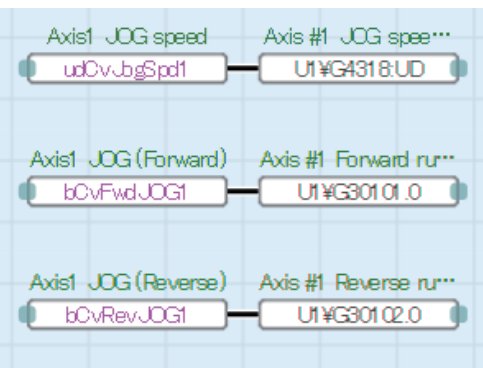 Axis1 JOG speed Axis #1 JOG spee…
udCvJogSpd1 U1¥G4318:UD
Axis1 JOG (Forward) Axis #1 Forward ru…
bCvFwdJOG1 U1¥G30101.0
Axis1 JOG (Reverse) Axis #1 Reverse ru…
bCvRevJOG1 U1¥G30102.0